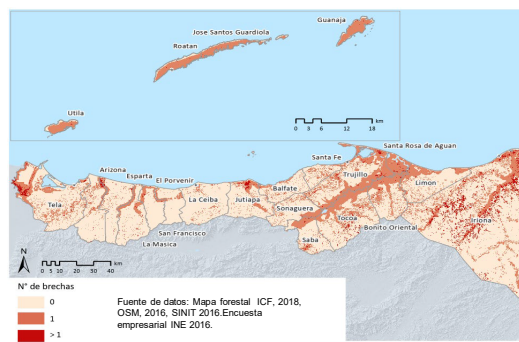 Guanaja
Jose Santos Guardiola
Roatan
Utila
km
0 3 6 12 18
Santa Rosa de Aguan
Santa Fe
Arizona
Trujillo
Esparta
El Porvenir
Balfate
Limon
La Ceiba
Jutiapa
Tela
Sonaguera
Iriona
Tocoa
San Francisco
Bonito Oriental
La Masica
Saba
N
km
0 5 10 20 30 40
N° de brechas
0
1
> 1
Fuente de datos: Mapa forestal ICF, 2018,
OSM, 2016, SINIT 2016.Encuesta
empresarial INE 2016.